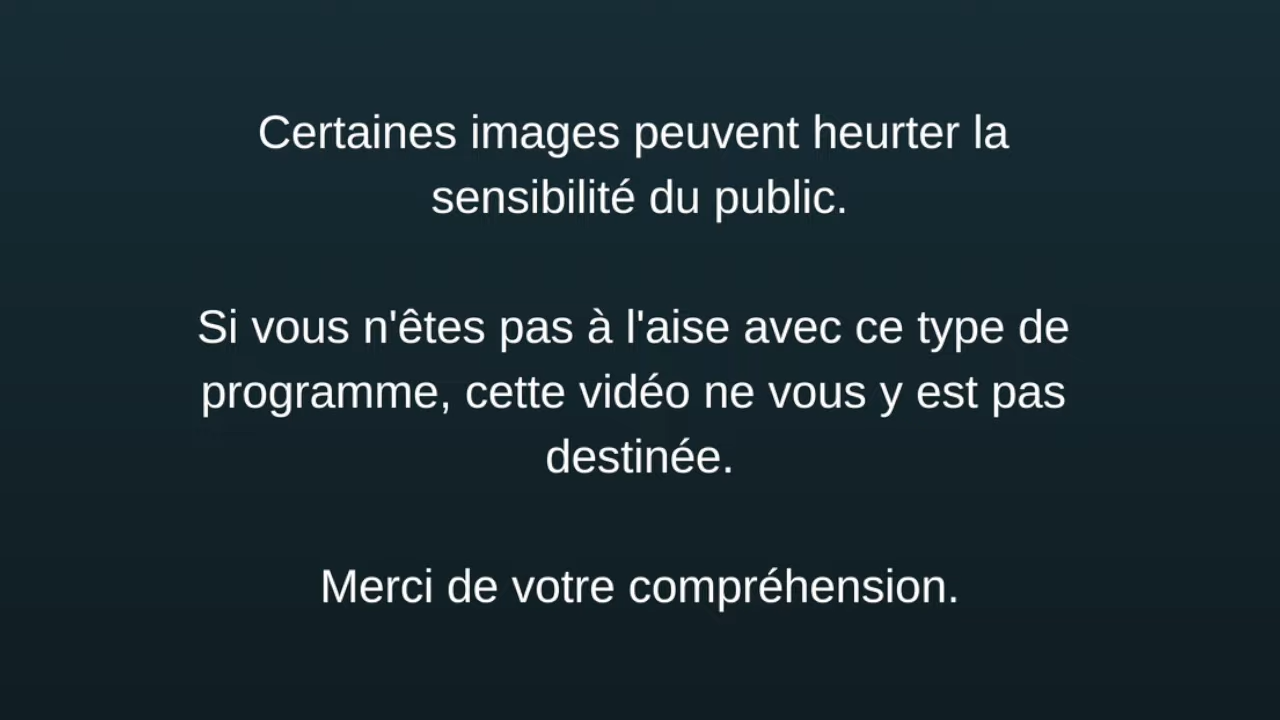 Certaines images peuvent heurter la
sensibilité du public.
Si vous n'êtes pas à l'aise avec ce type de
programme, cette vidéo ne vous y est pas
destinée.
Merci de votre compréhension.